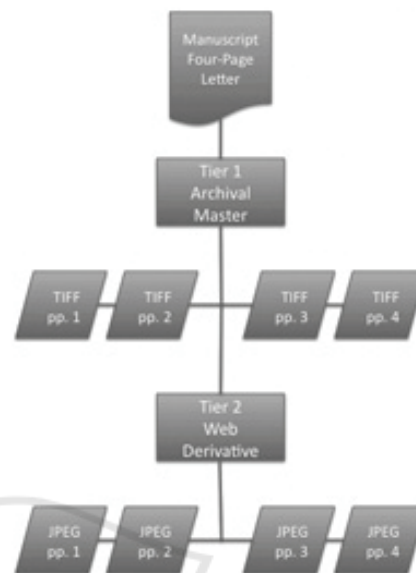 Manuscript
Four-Page
Letter
Tier 1
Archival
Master
TIFF
pp. 1
TIFF
pp. 2
TIFF
pp. 3
TIFF
pp. 4
Tier 2
Web
Derivative
JPEG
pp. 1
JPEG
pp. 2
JPEG
pp. 3
JPEG
pp. 4